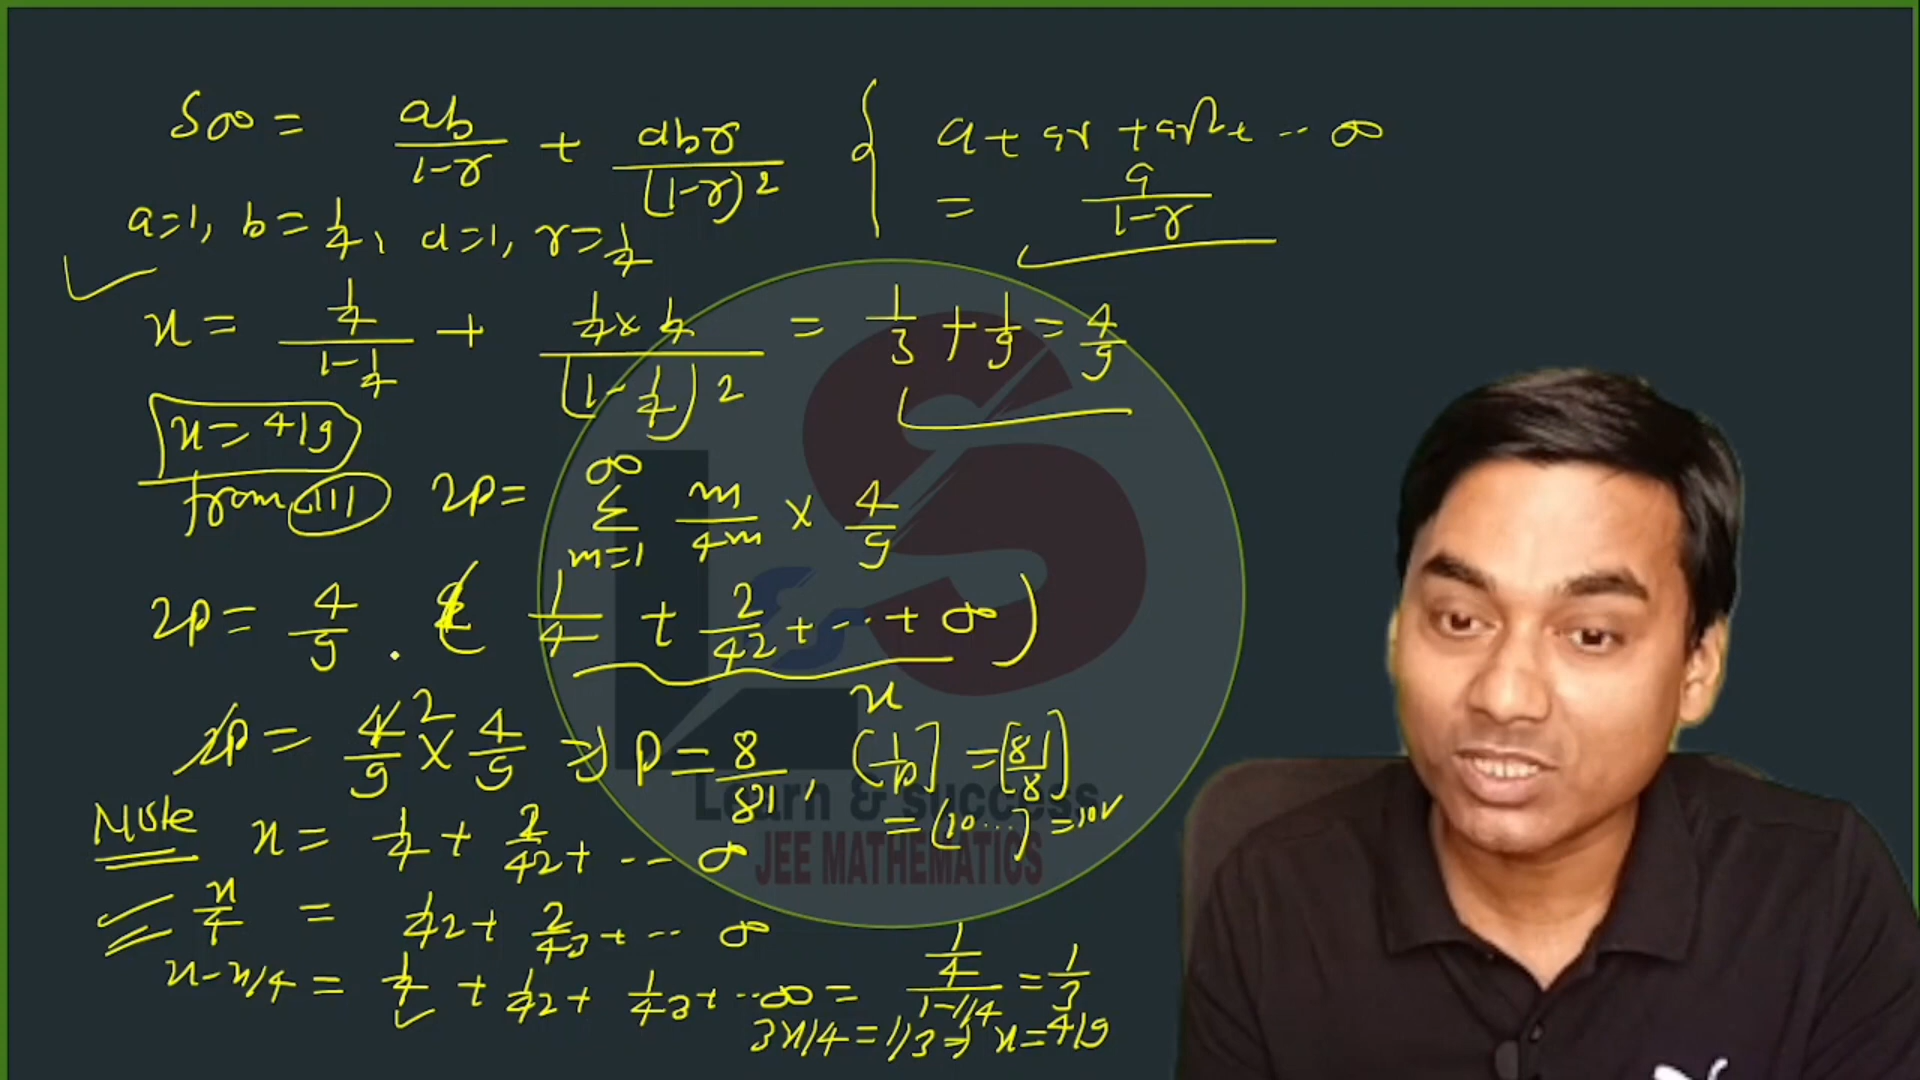 S∞ = ab/(1-r) + abr/(1-r)² { a + ar + ar² + -- ∞
= a/(1-r)
a=1, b=1/4, d=1, r=1/4
x = (1/4)/(1-1/4) + (1/4 × 1/4)/(1-1/4)² = 1/3 + 1/9 = 4/9
x = 4/9
from (III) 2P = ∞ Σ m=1 m/4^m × 4/9
2P = 4/9 . ( 1/4 + 2/4² + -- + ∞ )
x
2P = 4/9 × 4/9 ⇒ P = 8/81, [1/P] = [81/8]
2
= [10...] = 10
Learn & success
JEE MATHEMATICS
Note x = 1/4 + 2/4² + --- ∞
x/4 = 1/4² + 2/4³ + -- ∞
x - x/4 = 1/4 + 1/4² + 1/4³ + -- ∞ = (1/4)/(1-1/4) = 1/3
3x/4 = 1/3 ⇒ x = 4/9